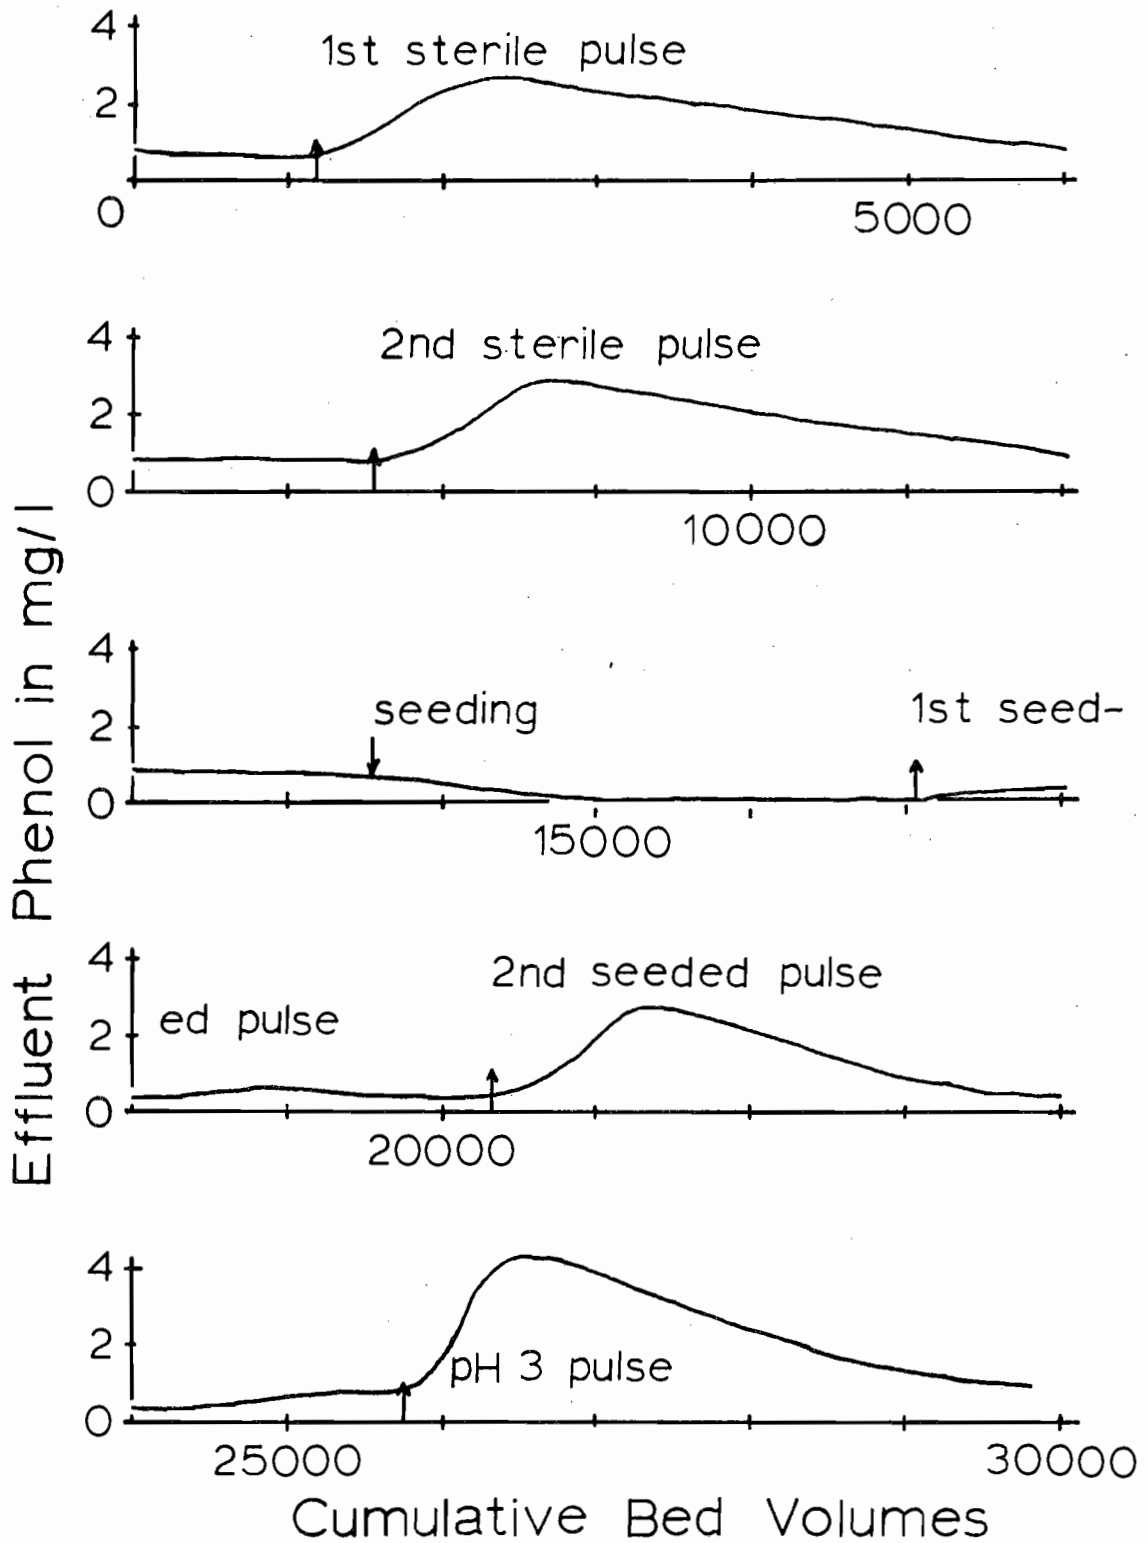 Effluent Phenol in mg/l
4
1st sterile pulse
2
0
5000
4
2nd sterile pulse
2
0
10000
4
seeding
1st seed-
2
0
15000
4
2nd seeded pulse
ed pulse
2
0
20000
4
2
pH 3 pulse
0
25000
30000
Cumulative Bed Volumes